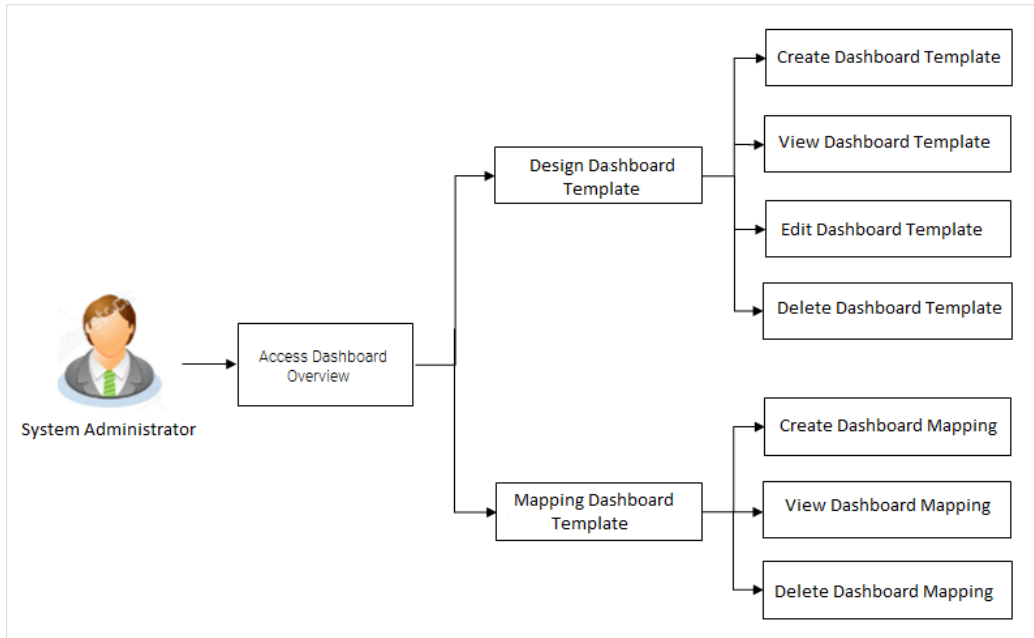 Create Dashboard Template
View Dashboard Template
Design Dashboard
Template
Edit Dashboard Template
Delete Dashboard Template
Access Dashboard
Overview
System Administrator
Create Dashboard Mapping
Mapping Dashboard
Template
View Dashboard Mapping
Delete Dashboard Mapping